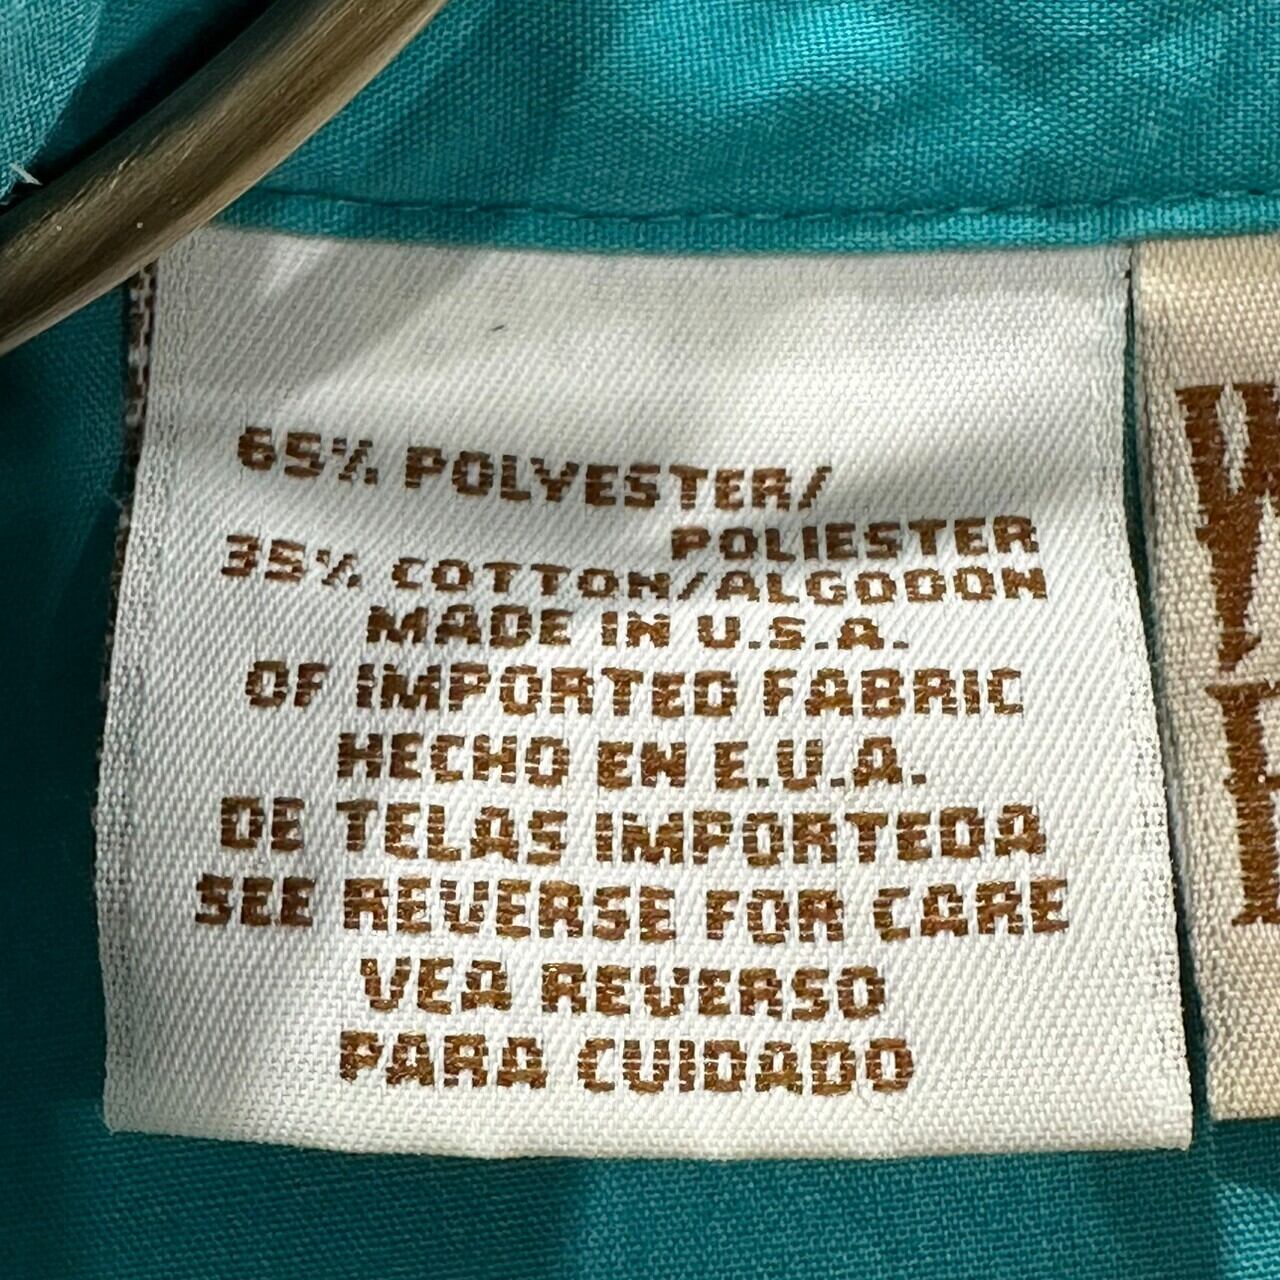 65% POLYESTER/
POLIESTER
35% COTTON/ALGODON
MADE IN U.S.A.
OF IMPORTED FABRIC
HECHO EN E.U.A.
DE TELAS IMPORTEDA
SEE REVERSE FOR CARE
VEA REVERSO
PARA CUIDADO